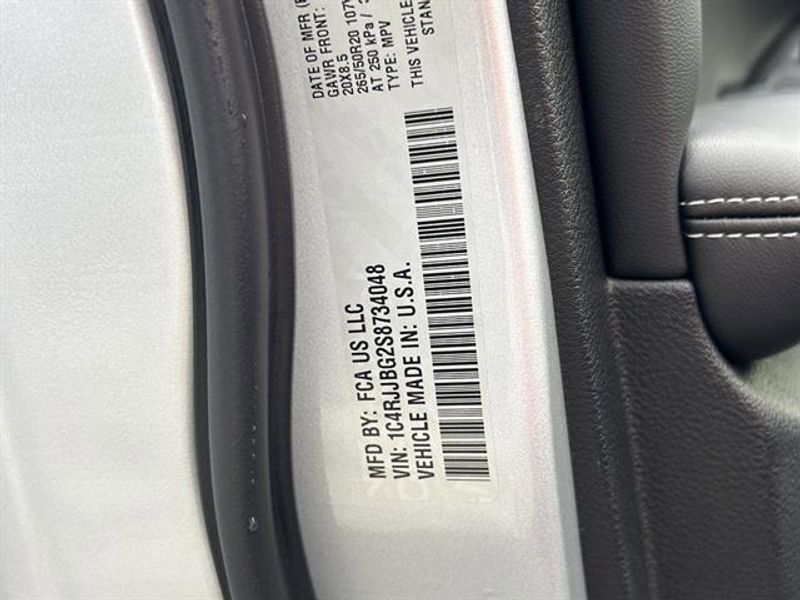 DATE OF MFR
GAWR FRONT:
20X8.5
265/50R20 107
AT 250 kPa /
TYPE: MPV
THIS VEHICLE
STAN
MFD BY: FCA US LLC
VIN: 1C4RJJBG2S8734048
VEHICLE MADE IN: U.S.A.